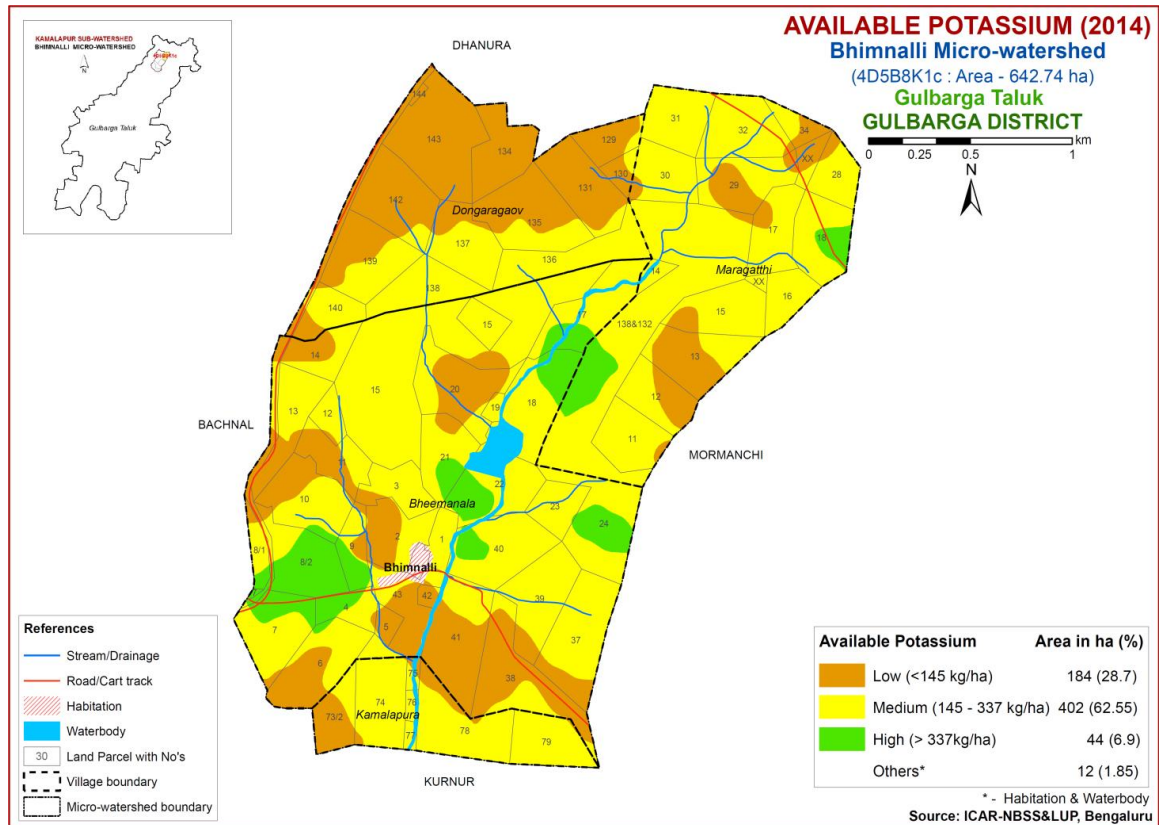 KAMALAPUR SUB-WATERSHED
BHIMNALLI MICRO-WATERSHED
N
Gulbarga Taluk
AVAILABLE POTASSIUM (2014)
Bhimnalli Micro-watershed
(4D5B8K1c : Area - 642.74 ha)
Gulbarga Taluk
GULBARGA DISTRICT
km
0 0.25 0.5 1
N
DHANURA
144
143
134
129
31
32
34
XX
28
130
30
131
29
142
Dongaragaov
135
17
137
18
139
136
Maragatthi
14
XX
138
16
140
17
138&132
15
15
14
13
20
15
12
19
18
13
12
BACHNAL
11
MORMANCHI
21
11
3
22
10
Bheemanala
23
24
2
1
9
40
8/1
8/2
Bhimnalli
43
42
39
4
7
5
41
37
6
75
38
74
76
73/2
Kamalapura
78
77
79
KURNUR
References
Stream/Drainage
Road/Cart track
Habitation
Waterbody
30 Land Parcel with No's
Village boundary
Micro-watershed boundary
Available Potassium Area in ha (%)
Low (<145 kg/ha) 184 (28.7)
Medium (145 - 337 kg/ha) 402 (62.55)
High (> 337kg/ha) 44 (6.9)
Others* 12 (1.85)
* - Habitation & Waterbody
Source: ICAR-NBSS&LUP, Bengaluru